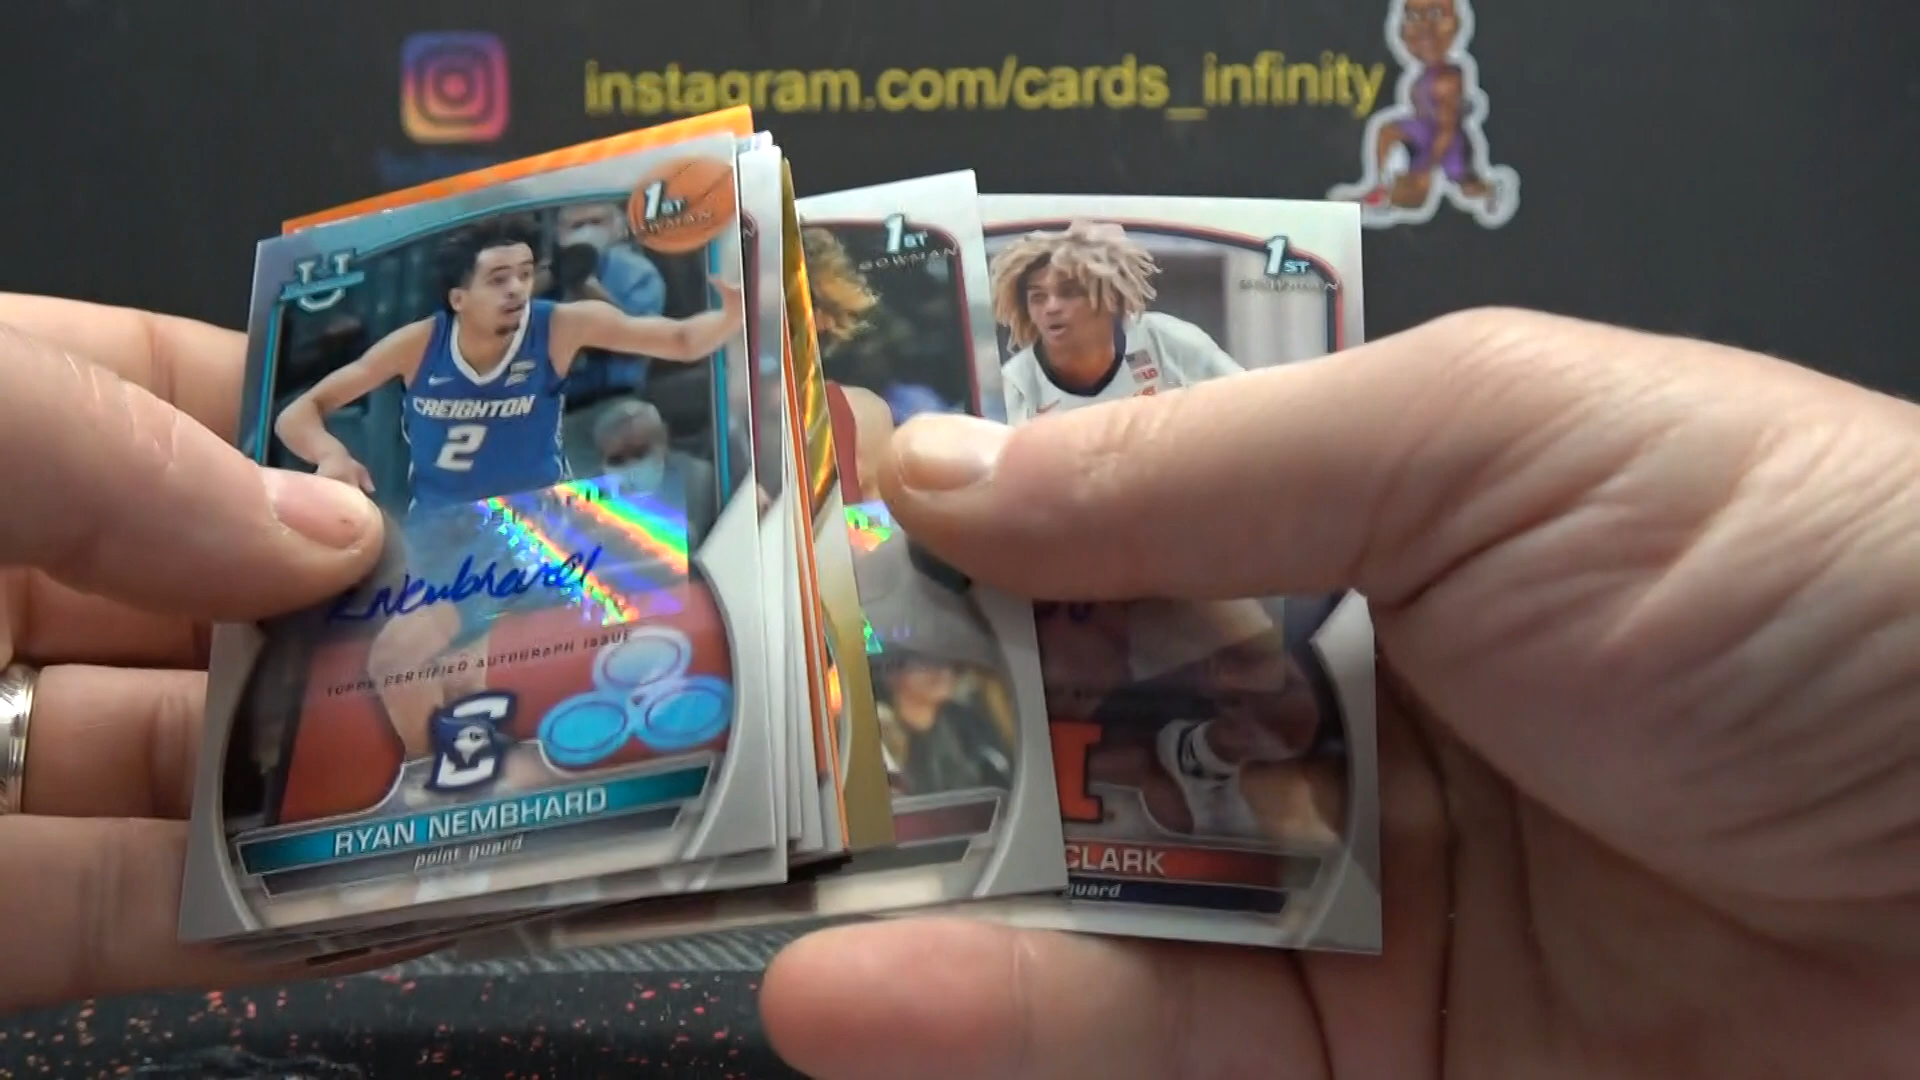 instagram.com/cards_infinity
1ST
BOWMAN
U
CREIGHTON
2
Nembhard
TOPPS CERTIFIED AUTOGRAPH ISSUE
RYAN NEMBHARD
point guard
1ST
BOWMAN
1ST
BOWMAN
I
CLARK
guard